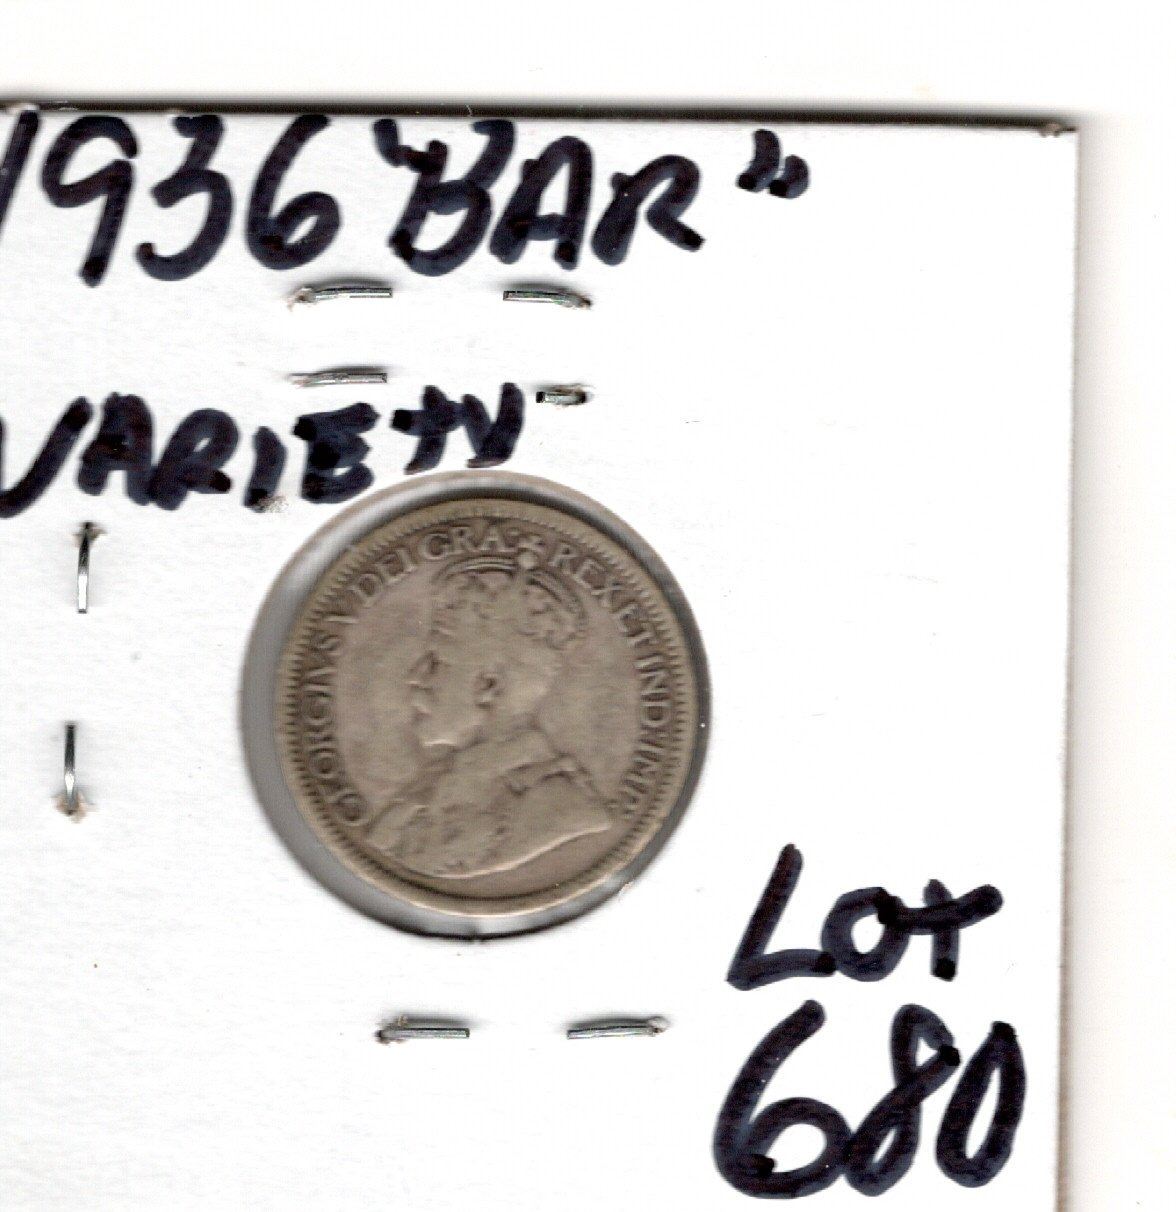 1936 "BAR"
VARIETY
GEORGIVS V DEI GRA: REX ET IND:IMP:
LOT
680